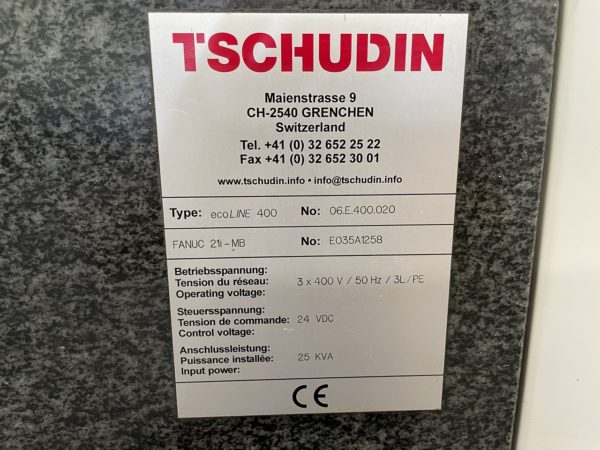 TSCHUDIN
Maienstrasse 9
CH-2540 GRENCHEN
Switzerland
Tel. +41 (0) 32 652 25 22
Fax +41 (0) 32 652 30 01
www.tschudin.info • info@tschudin.info
Type: ecoLINE 400 No: 06.E.400.020
FANUC 21i-MB No: E035A1258
Betriebsspannung:
Tension du réseau: 3 x 400 V / 50 Hz / 3L/PE
Operating voltage:
Steuersspannung:
Tension de commande: 24 VDC
Control voltage:
Anschlussleistung:
Puissance installée: 25 KVA
Input power:
CE